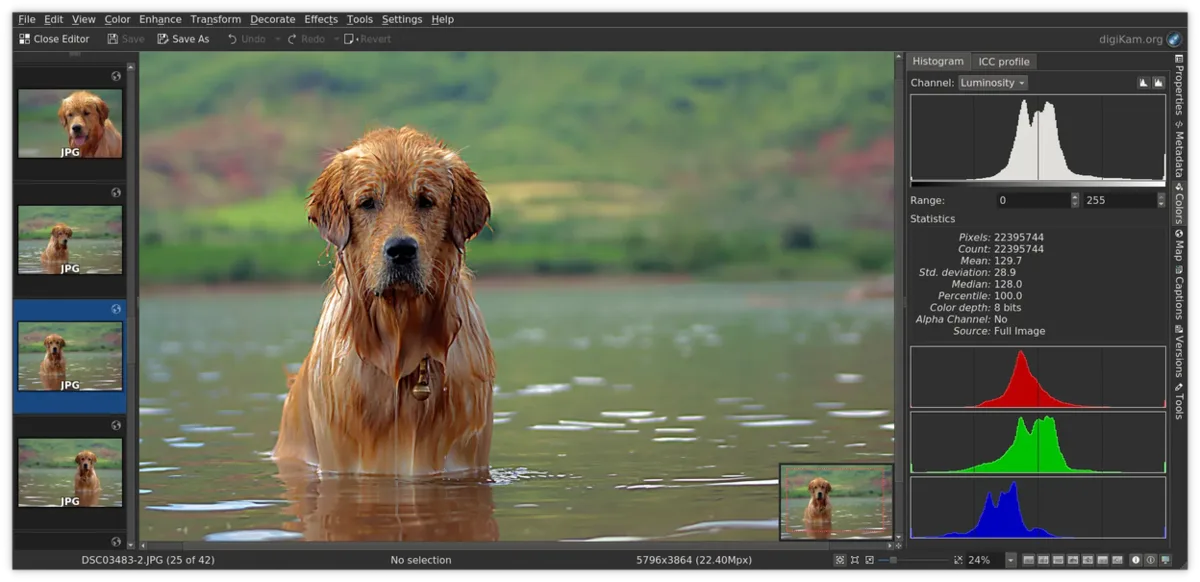 File Edit View Color Enhance Transform Decorate Effects Tools Settings Help
Close Editor Save Save As Undo Redo Revert digiKam.org
JPG
JPG
JPG
JPG
Histogram ICC profile
Channel: Luminosity
Range: 0 255
Statistics
Pixels: 22395744
Count: 22395744
Mean: 129.7
Std. deviation: 28.9
Median: 128.0
Percentile: 100.0
Color depth: 8 bits
Alpha Channel: No
Source: Full Image
Properties
Metadata
Colors
Map
Captions
Versions
Tools
DSC03483-2.JPG (25 of 42) No selection 5796x3864 (22.40Mpx) 24%